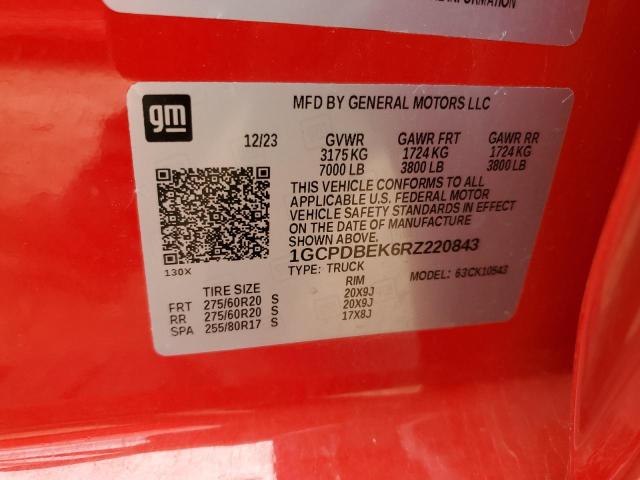 INFORMATION
gm
MFD BY GENERAL MOTORS LLC
12/23 GVWR GAWR FRT GAWR RR
3175 KG 1724 KG 1724 KG
7000 LB 3800 LB 3800 LB
THIS VEHICLE CONFORMS TO ALL
APPLICABLE U.S. FEDERAL MOTOR
VEHICLE SAFETY STANDARDS IN EFFECT
ON THE DATE OF MANUFACTURE
SHOWN ABOVE.
1GCPDBEK6RZ220843
TYPE: TRUCK MODEL: 63CK10543
130X
TIRE SIZE RIM
FRT 275/60R20 S 20X9J
RR 275/60R20 S 20X9J
SPA 255/80R17 S 17X8J